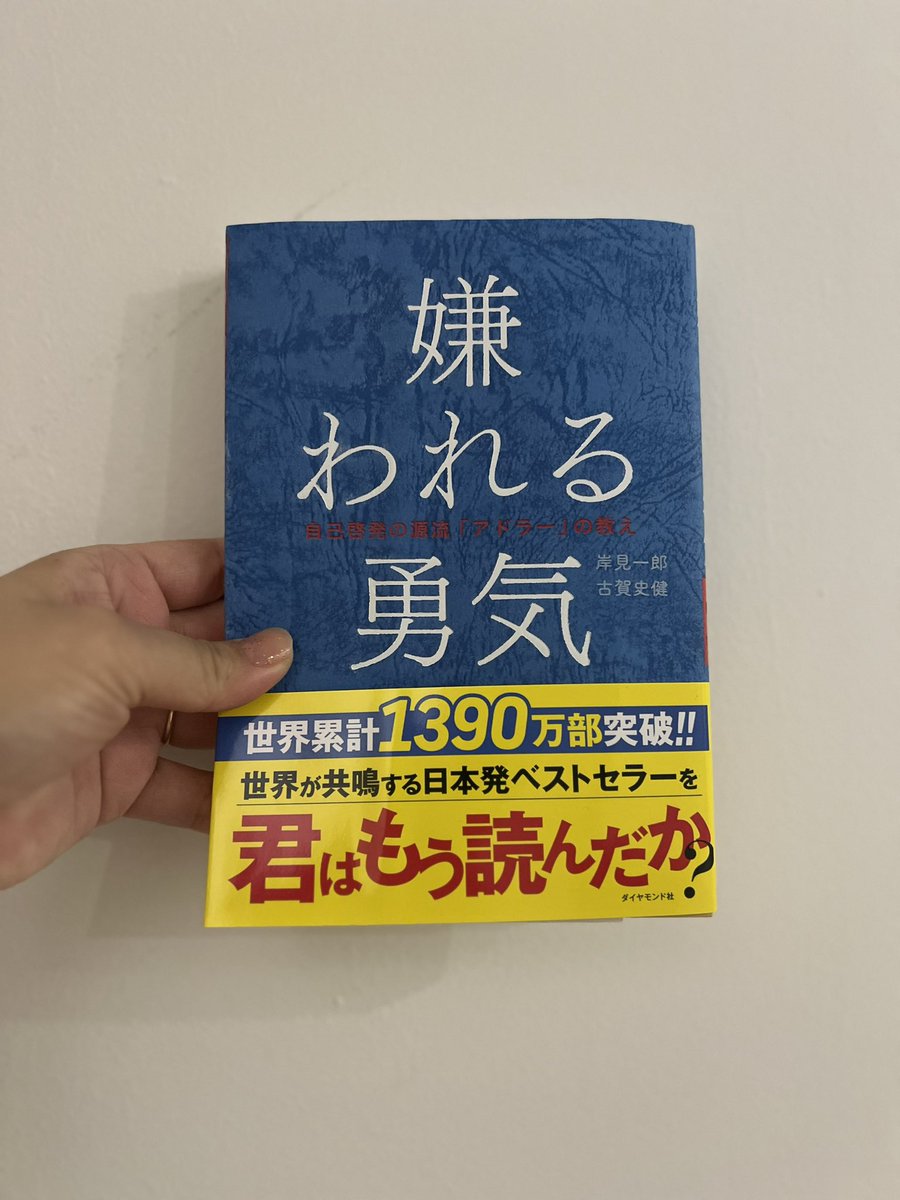 嫌
われる
自己啓発の源流「アドラー」の教え
勇気
岸見一郎
古賀史健
世界累計1390万部突破!!
世界が共鳴する日本発ベストセラーを
君はもう読んだか?
ダイヤモンド社